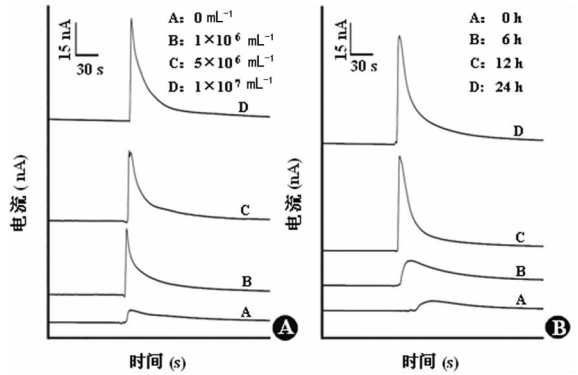 15 nA
30 s
A: 0 mL⁻¹
B: 1×10⁶ mL⁻¹
C: 5×10⁶ mL⁻¹
D: 1×10⁷ mL⁻¹
D
C
B
A
电流 ( nA)
时间 (s)
A
15 nA
30 s
A: 0 h
B: 6 h
C: 12 h
D: 24 h
D
C
B
A
电流 (nA)
时间 (s)
B